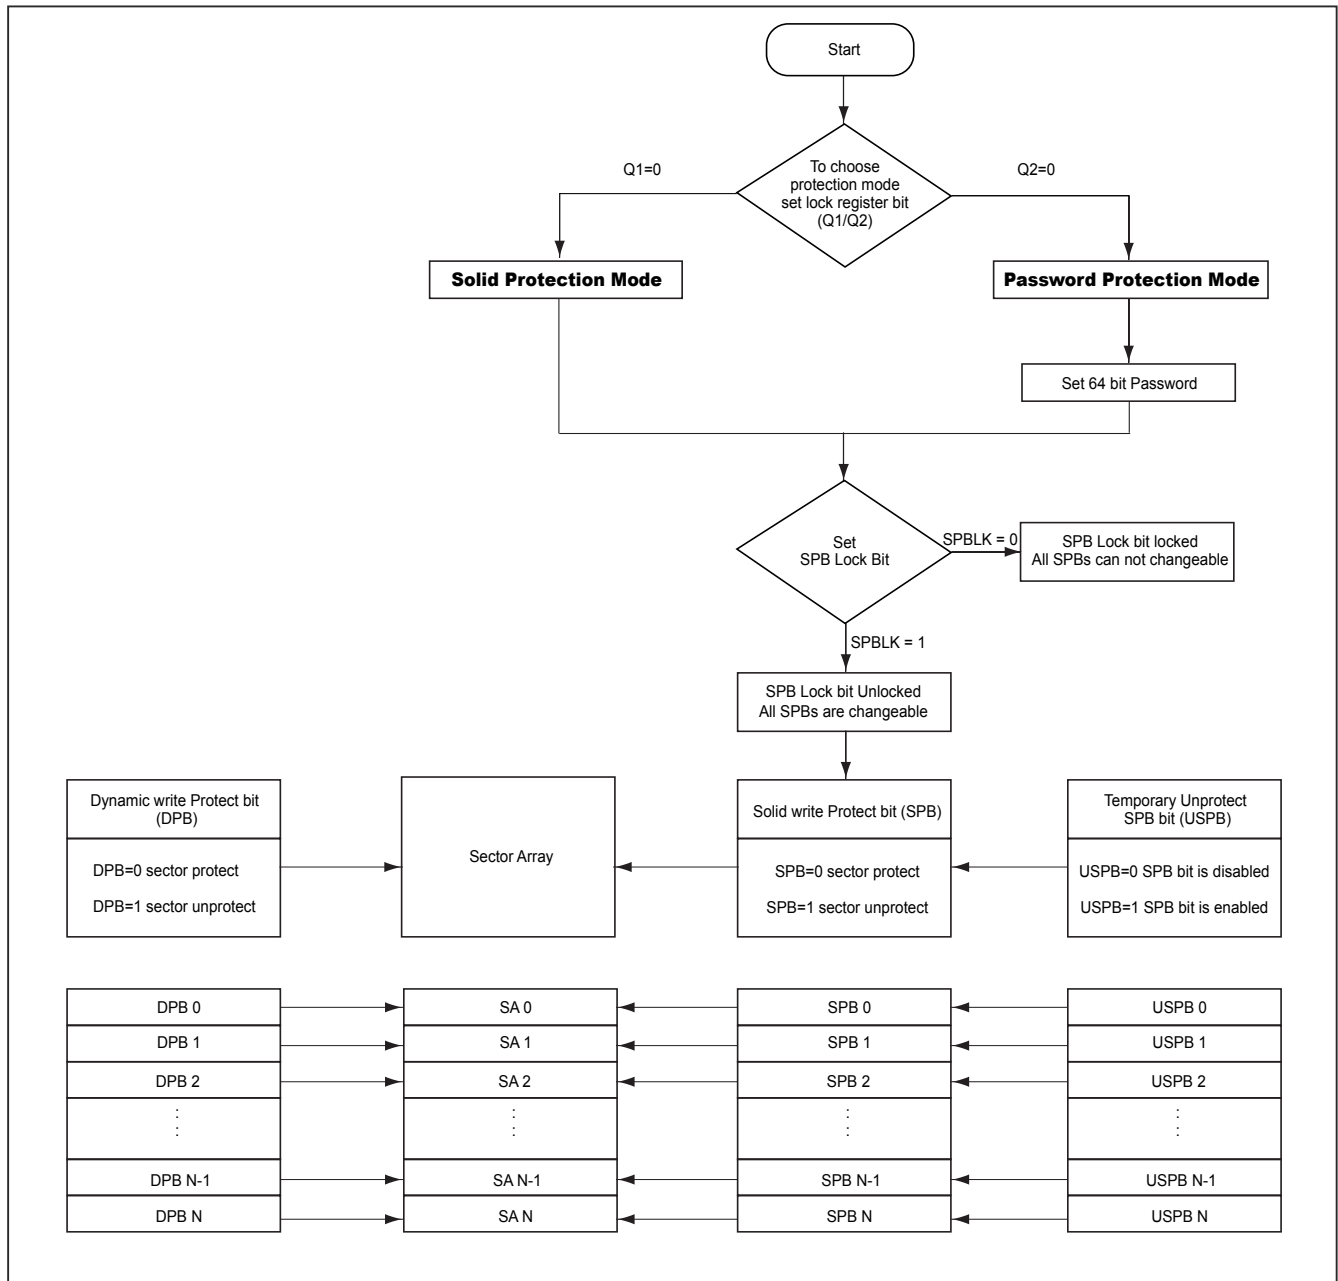 Start
To choose
protection mode
set lock register bit
(Q1/Q2)
Q1=0
Q2=0
Solid Protection Mode
Password Protection Mode
Set 64 bit Password
Set
SPB Lock Bit
SPBLK = 0
SPB Lock bit locked
All SPBs can not changeable
SPBLK = 1
SPB Lock bit Unlocked
All SPBs are changeable
Dynamic write Protect bit
(DPB)
DPB=0 sector protect
DPB=1 sector unprotect
Sector Array
Solid write Protect bit (SPB)
SPB=0 sector protect
SPB=1 sector unprotect
Temporary Unprotect
SPB bit (USPB)
USPB=0 SPB bit is disabled
USPB=1 SPB bit is enabled
DPB 0
SA 0
SPB 0
USPB 0
DPB 1
SA 1
SPB 1
USPB 1
DPB 2
SA 2
SPB 2
USPB 2
DPB N-1
SA N-1
SPB N-1
USPB N-1
DPB N
SA N
SPB N
USPB N